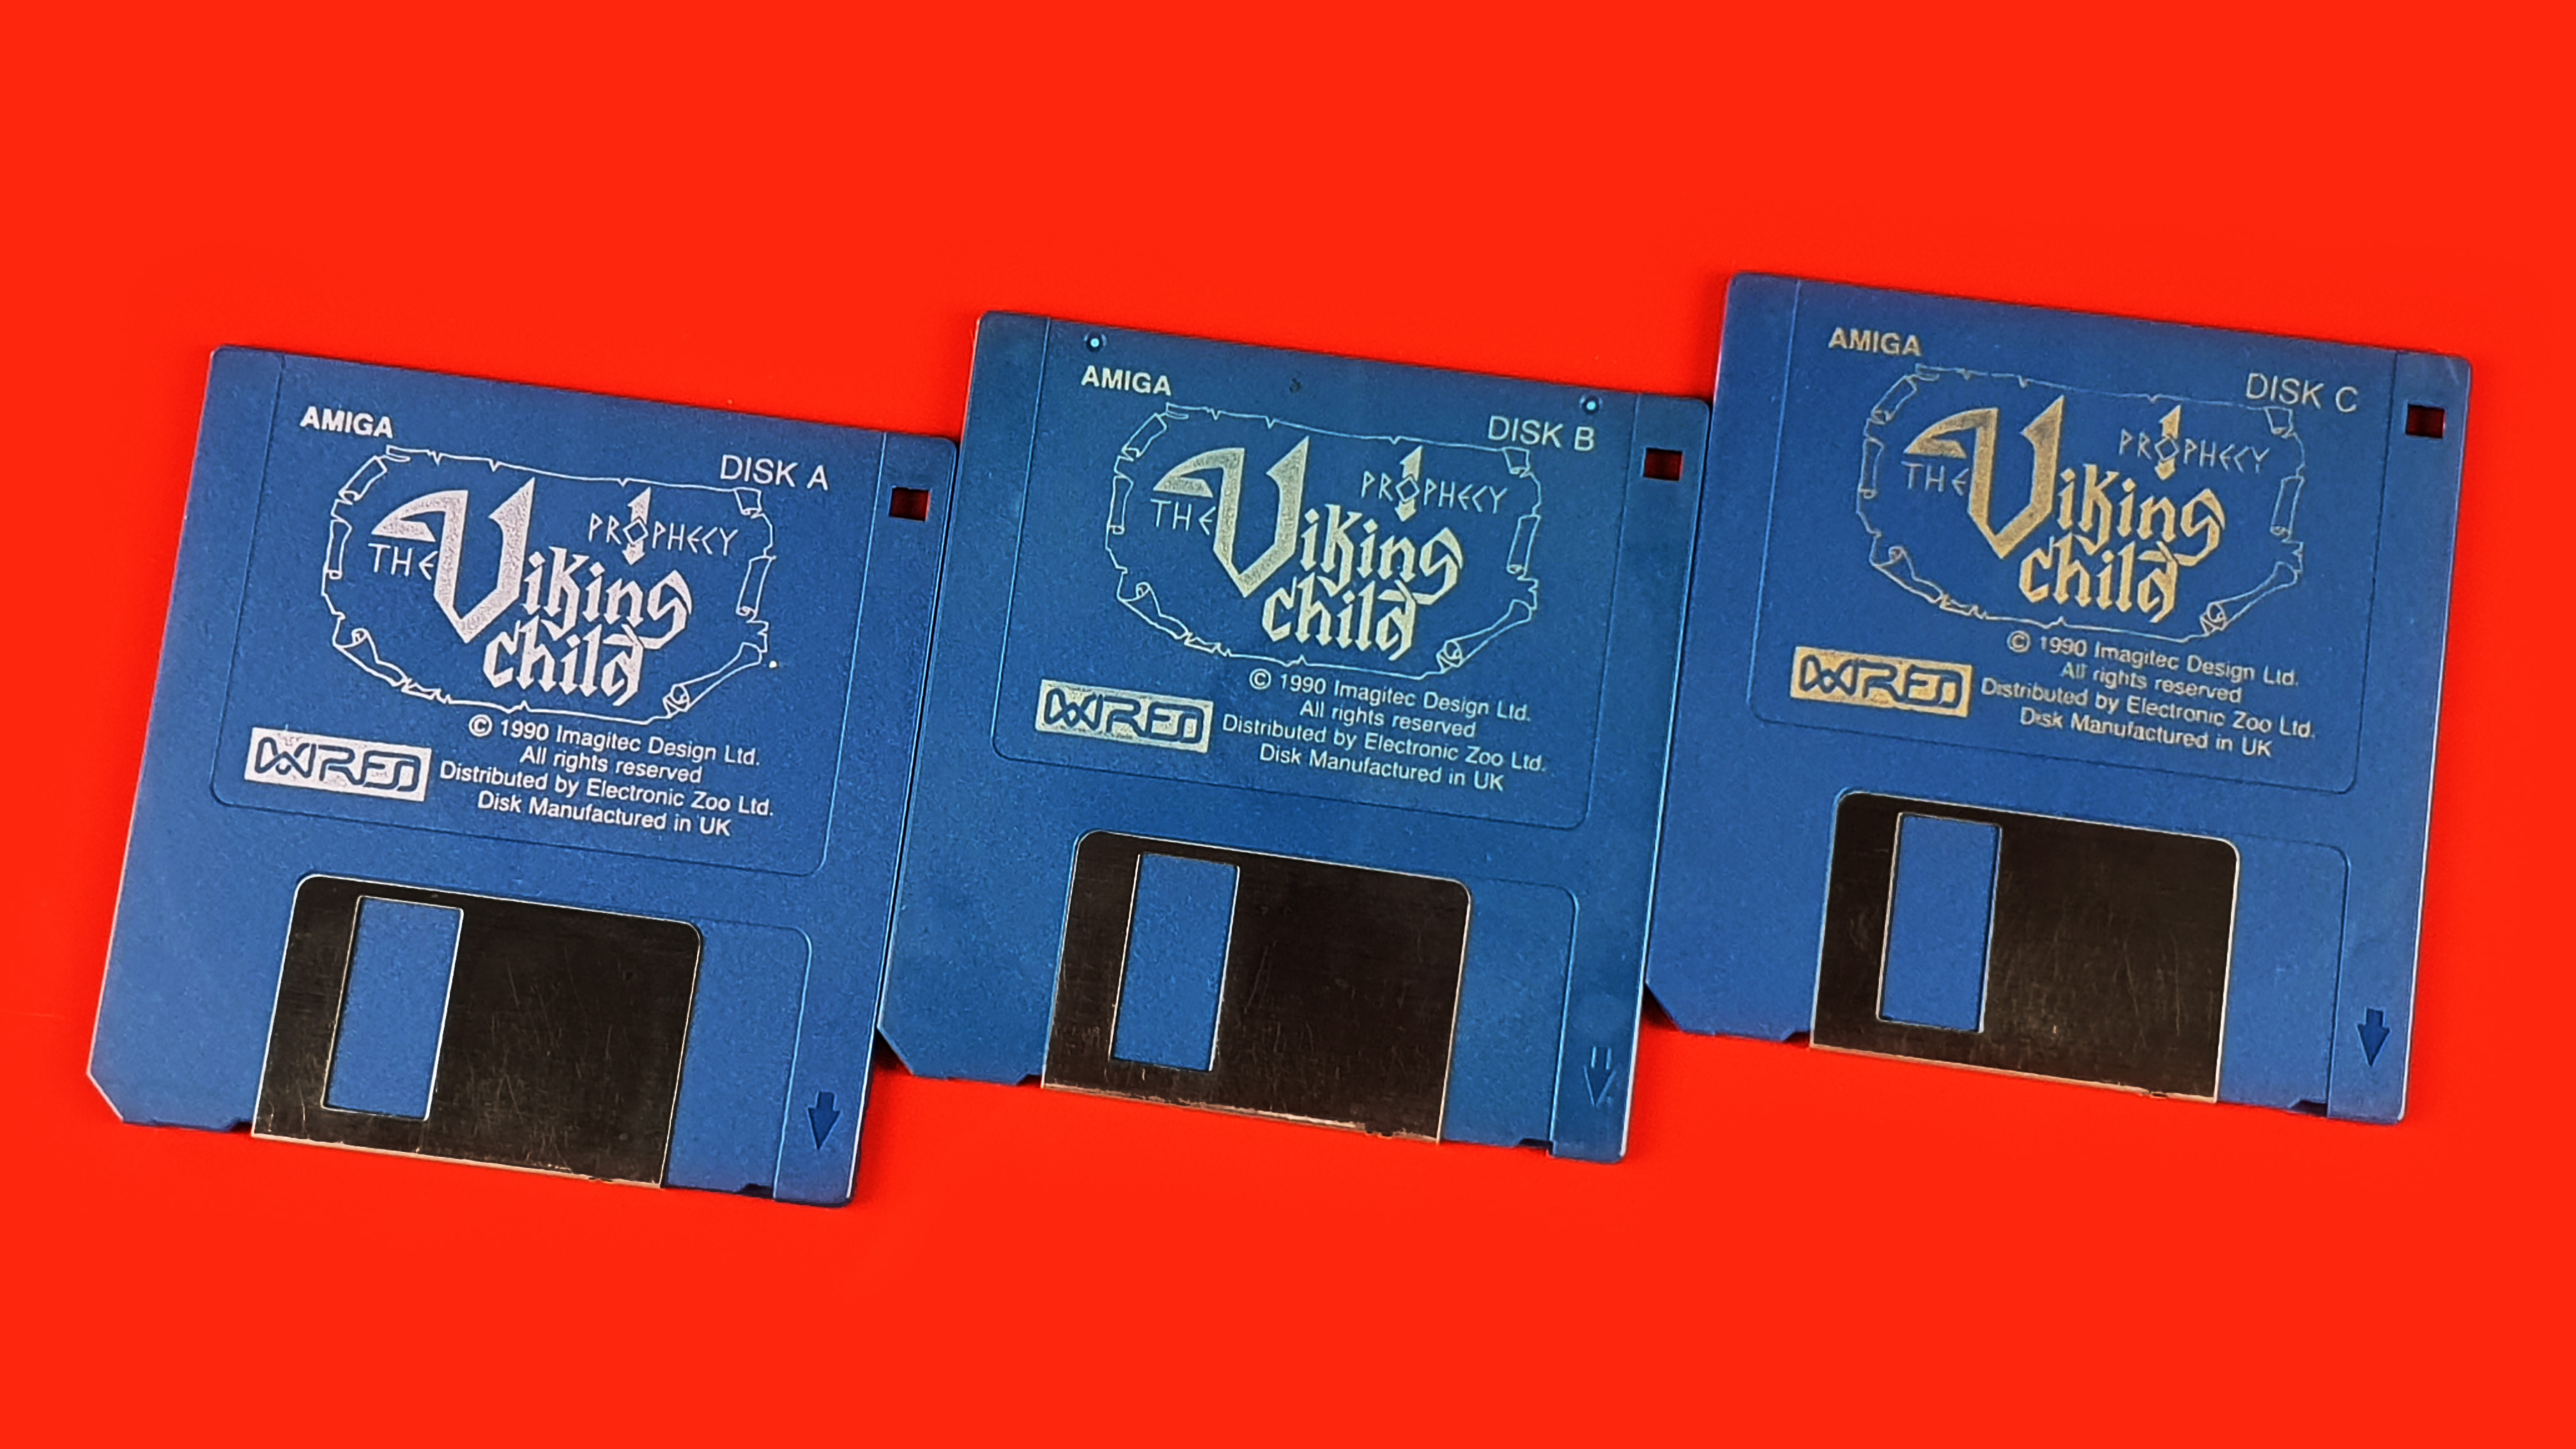 AMIGA
DISK A
PROPHECY
THE Viking
child
© 1990 Imagitec Design Ltd.
All rights reserved
WIRED
Distributed by Electronic Zoo Ltd.
Disk Manufactured in UK
AMIGA
DISK B
PROPHECY
THE Viking
child
© 1990 Imagitec Design Ltd.
All rights reserved
WIRED
Distributed by Electronic Zoo Ltd.
Disk Manufactured in UK
AMIGA
DISK C
PROPHECY
THE Viking
child
© 1990 Imagitec Design Ltd.
All rights reserved
WIRED
Distributed by Electronic Zoo Ltd.
Disk Manufactured in UK